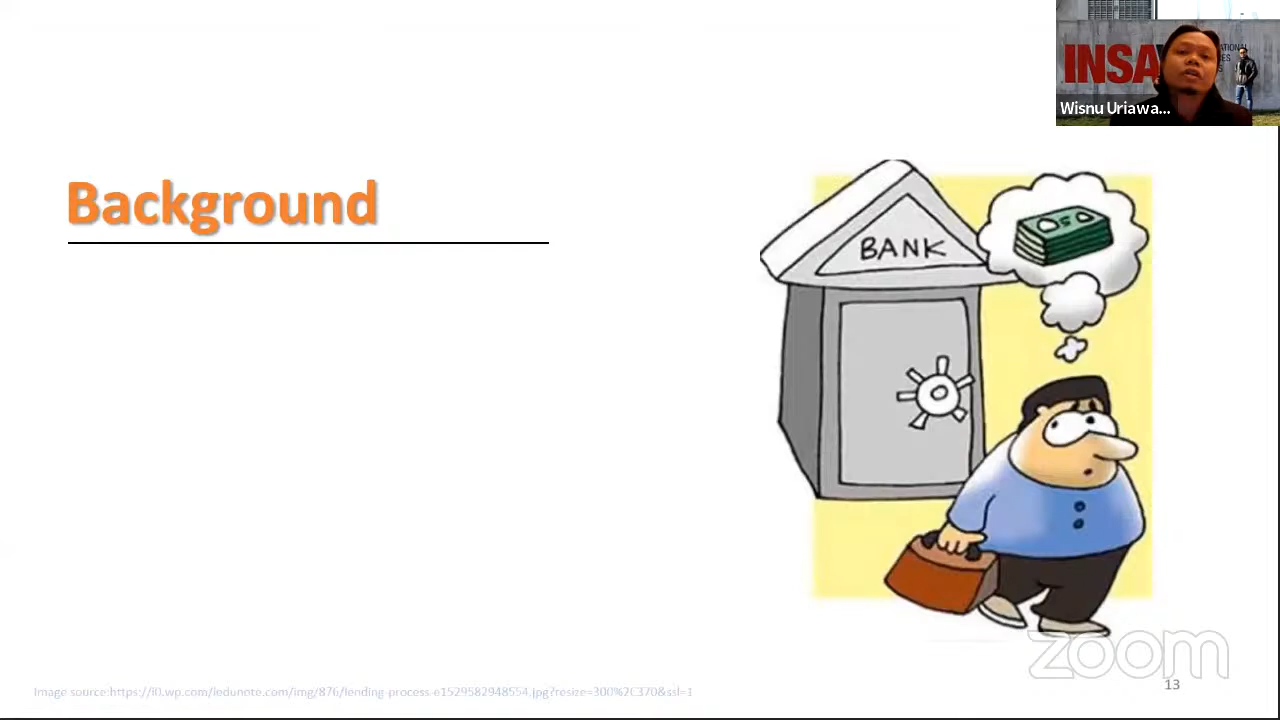 INSA
Wisnu Uriawa...
Background
BANK
zoom
13
Image source:https://i0.wp.com/iedunote.com/img/876/lending-process-e1529582948554.jpg?resize=300%2C370&ssl=1